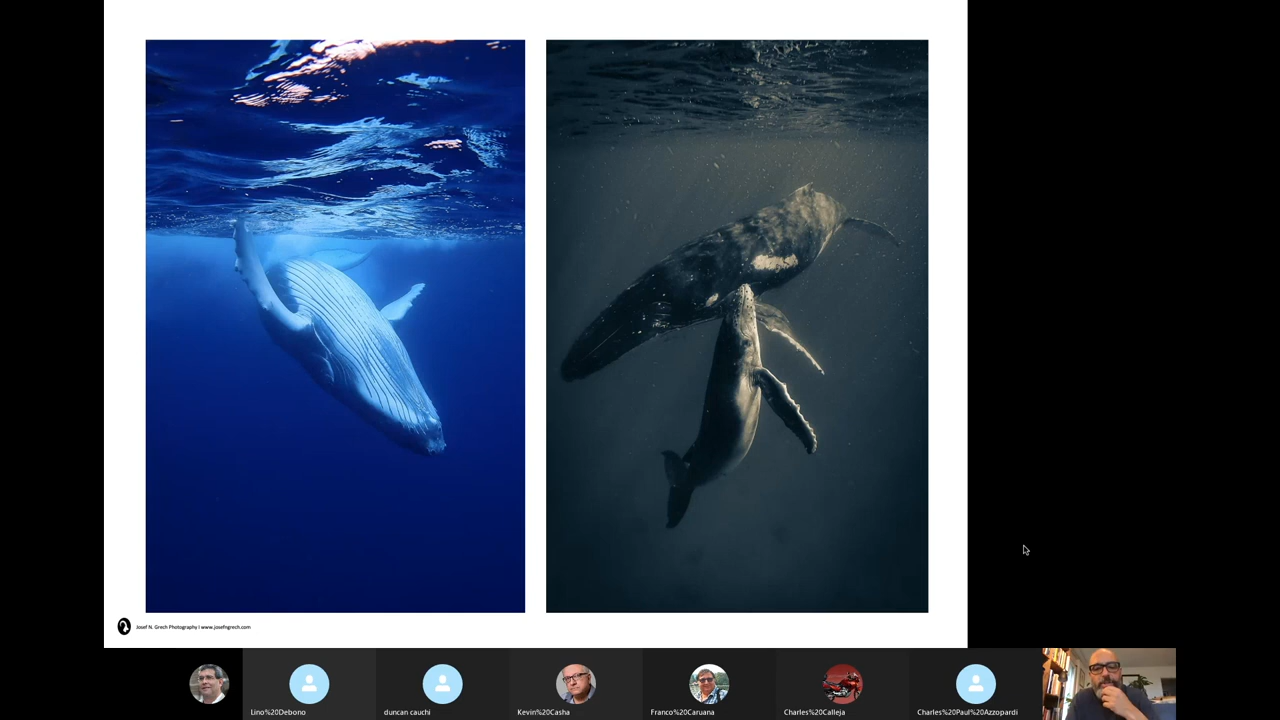 Josef N. Grech Photography I www.josefngrech.com
Lino%20Debono
duncan cauchi
Kevin%20Casha
Franco%20Caruana
Charles%20Calleja
Charles%20Paul%20Azzopardi